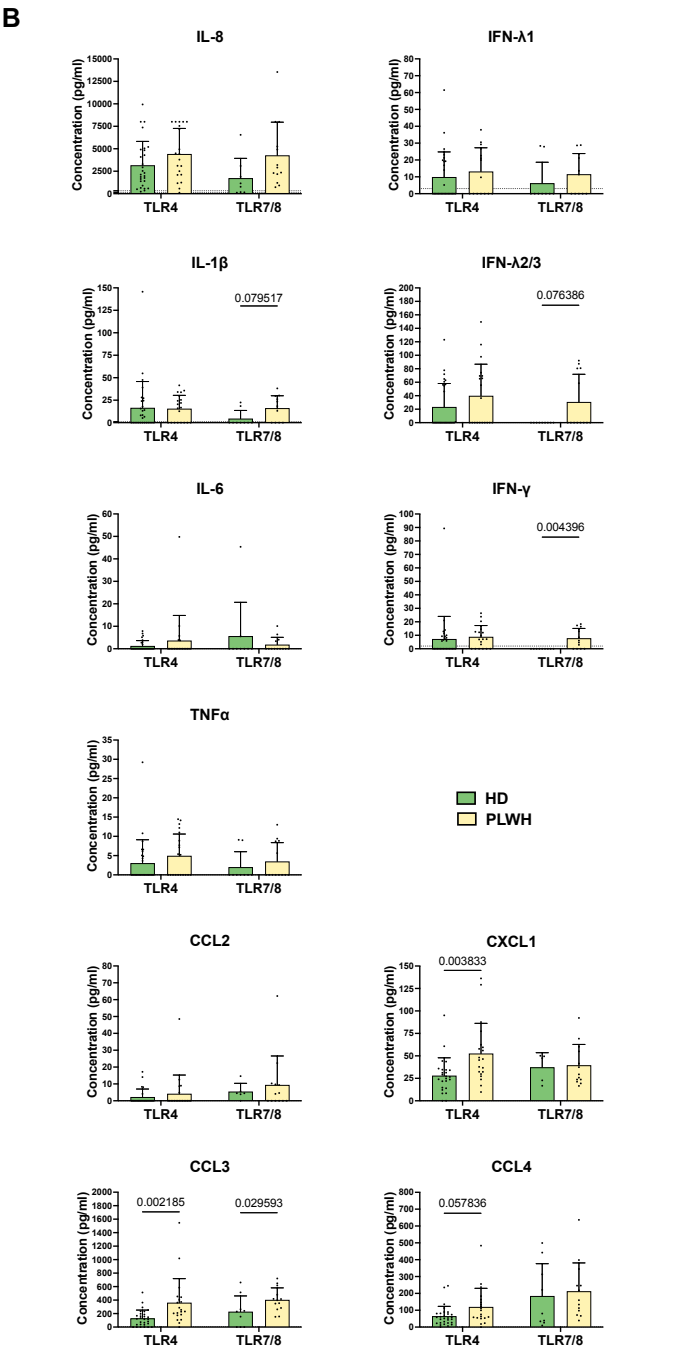 B
IL-8
Concentration (pg/ml)
15000
12500
10000
7500
5000
2500
0
TLR4 TLR7/8
IFN-λ1
Concentration (pg/ml)
80
70
60
50
40
30
20
10
0
TLR4 TLR7/8
IL-1β
Concentration (pg/ml)
150
125
100
75
50
25
0
0.079517
TLR4 TLR7/8
IFN-λ2/3
Concentration (pg/ml)
200
180
160
140
120
100
80
60
40
20
0
0.076386
TLR4 TLR7/8
IL-6
Concentration (pg/ml)
60
50
40
30
20
10
0
TLR4 TLR7/8
IFN-γ
Concentration (pg/ml)
100
90
80
70
60
50
40
30
20
10
0
0.004396
TLR4 TLR7/8
TNFα
Concentration (pg/ml)
35
30
25
20
15
10
5
0
TLR4 TLR7/8
HD
PLWH
CCL2
Concentration (pg/ml)
80
70
60
50
40
30
20
10
0
TLR4 TLR7/8
CXCL1
Concentration (pg/ml)
150
125
100
75
50
25
0
0.003833
TLR4 TLR7/8
CCL3
Concentration (pg/ml)
2000
1800
1600
1400
1200
1000
800
600
400
200
0
0.002185 0.029593
TLR4 TLR7/8
CCL4
Concentration (pg/ml)
800
700
600
500
400
300
200
100
0
0.057836
TLR4 TLR7/8